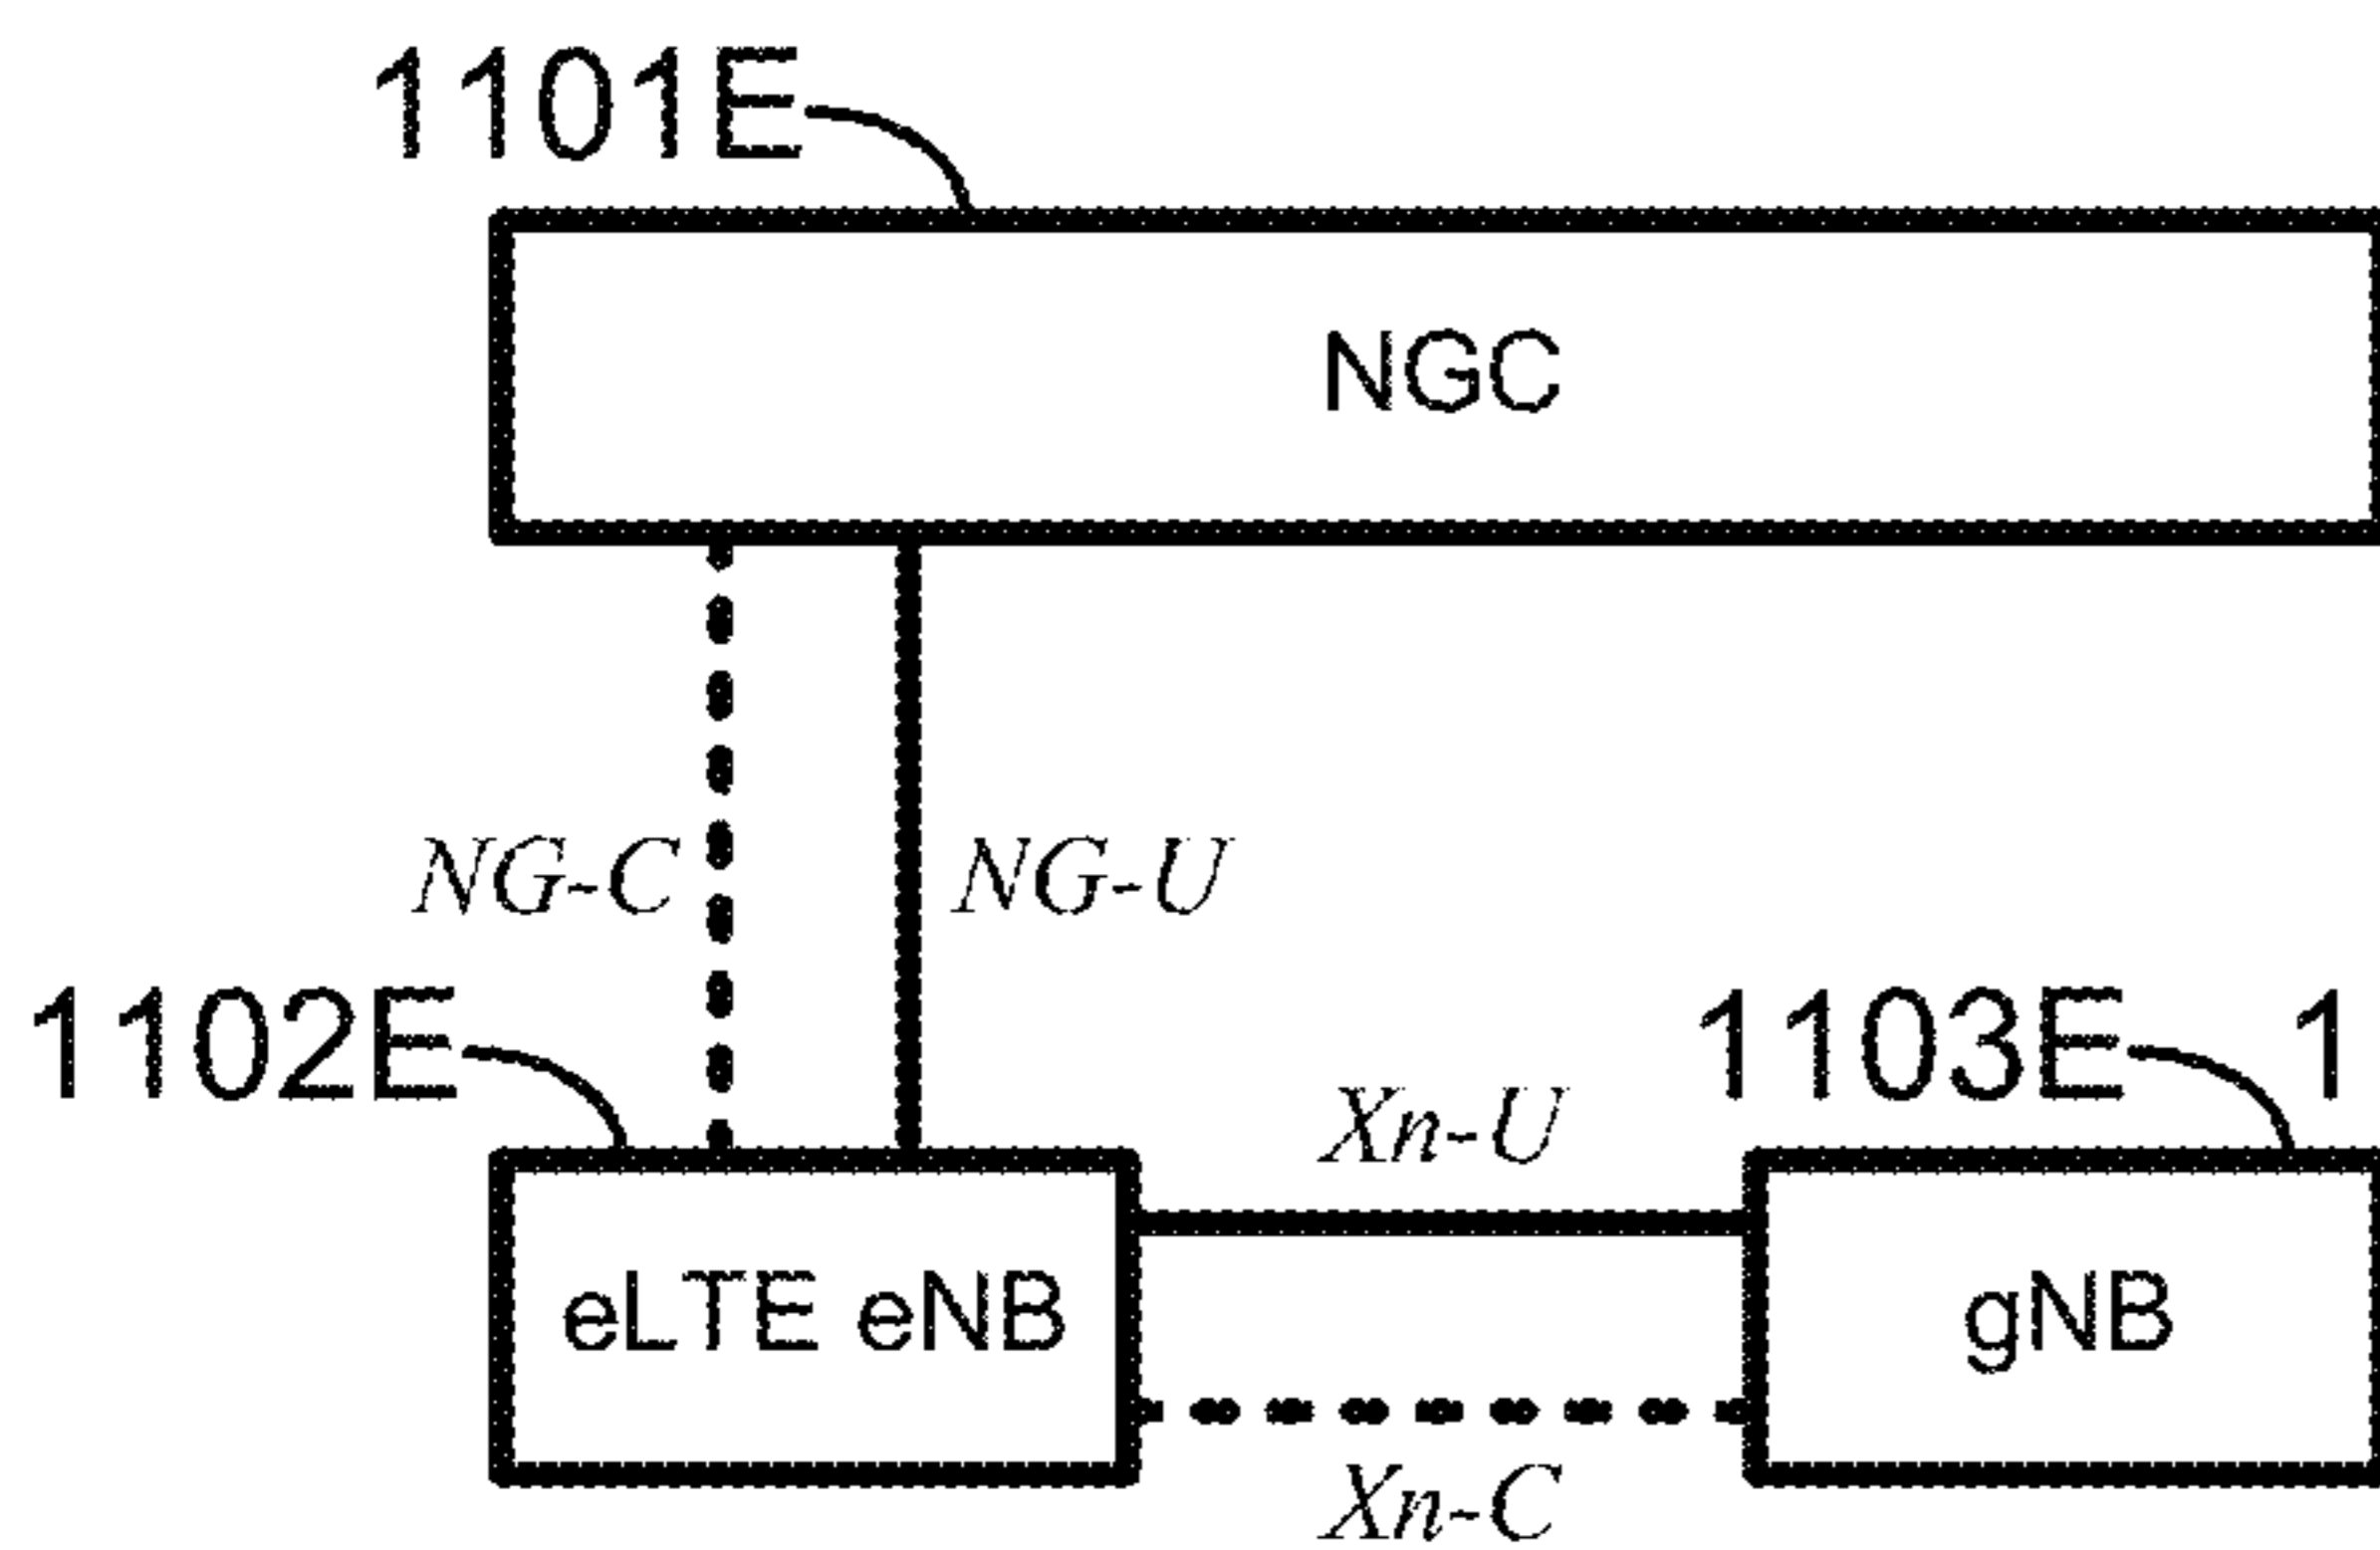 1101E
NGC
NG-C NG-U
1102E 1103E 1
Xn-U
eLTE eNB gNB
Xn-C